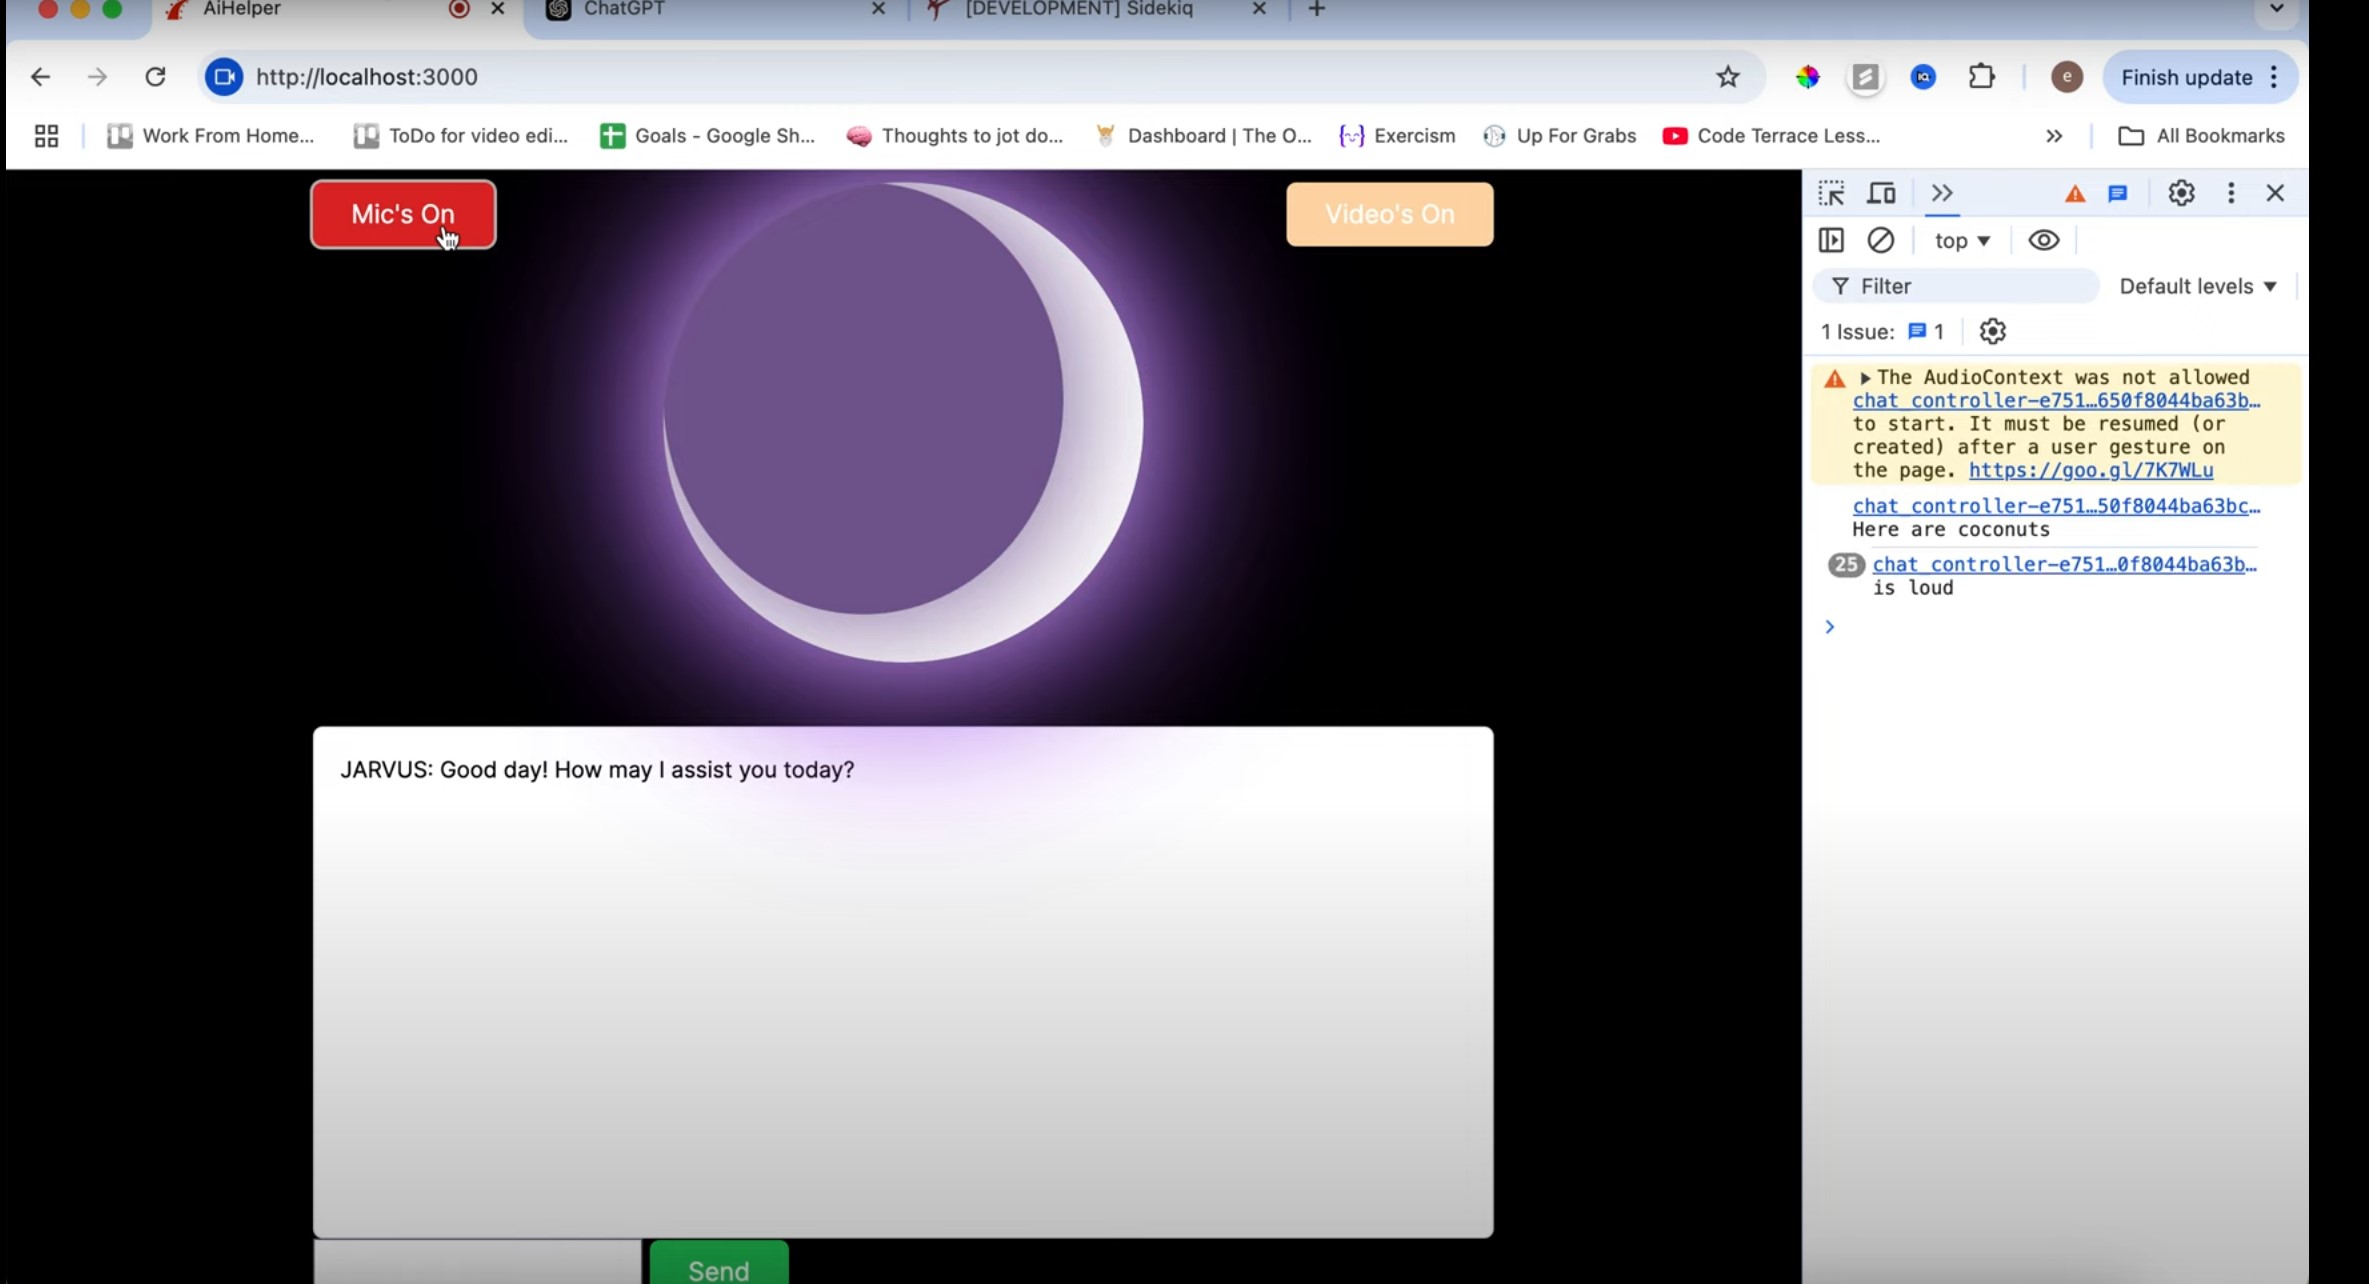 AiHelper
ChatGPT
[DEVELOPMENT] Sidekiq
http://localhost:3000
e
Finish update
Work From Home...
ToDo for video edi...
Goals - Google Sh...
Thoughts to jot do...
Dashboard | The O...
Exercism
Up For Grabs
Code Terrace Less...
All Bookmarks
Mic's On
Video's On
top
Filter
Default levels
1 Issue: 1
The AudioContext was not allowed
chat_controller-e751…650f8044ba63b…
to start. It must be resumed (or
created) after a user gesture on
the page. https://goo.gl/7K7WLu
chat_controller-e751…50f8044ba63bc…
Here are coconuts
25 chat_controller-e751…0f8044ba63b…
is loud
JARVUS: Good day! How may I assist you today?
Send